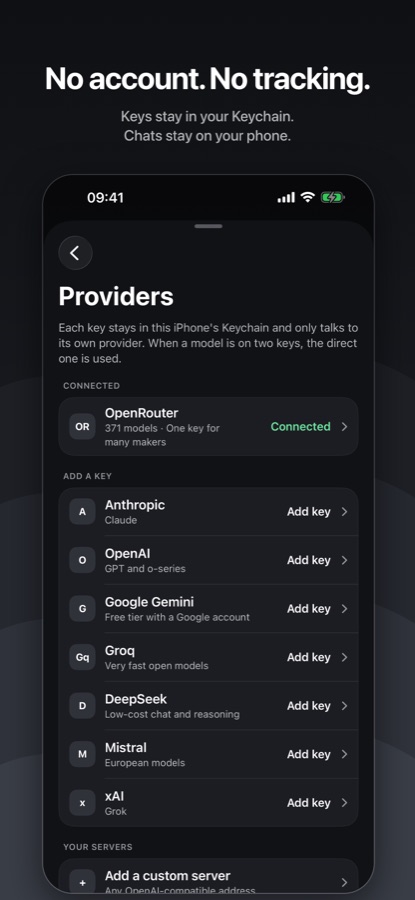 No account. No tracking.
Keys stay in your Keychain.
Chats stay on your phone.
09:41
Providers
Each key stays in this iPhone's Keychain and only talks to
its own provider. When a model is on two keys, the direct
one is used.
CONNECTED
OR
OpenRouter
371 models · One key for
many makers
Connected
ADD A KEY
A
Anthropic
Claude
Add key
O
OpenAI
GPT and o-series
Add key
G
Google Gemini
Free tier with a Google account
Add key
Gq
Groq
Very fast open models
Add key
D
DeepSeek
Low-cost chat and reasoning
Add key
M
Mistral
European models
Add key
x
xAI
Grok
Add key
YOUR SERVERS
+
Add a custom server
Any OpenAI-compatible address